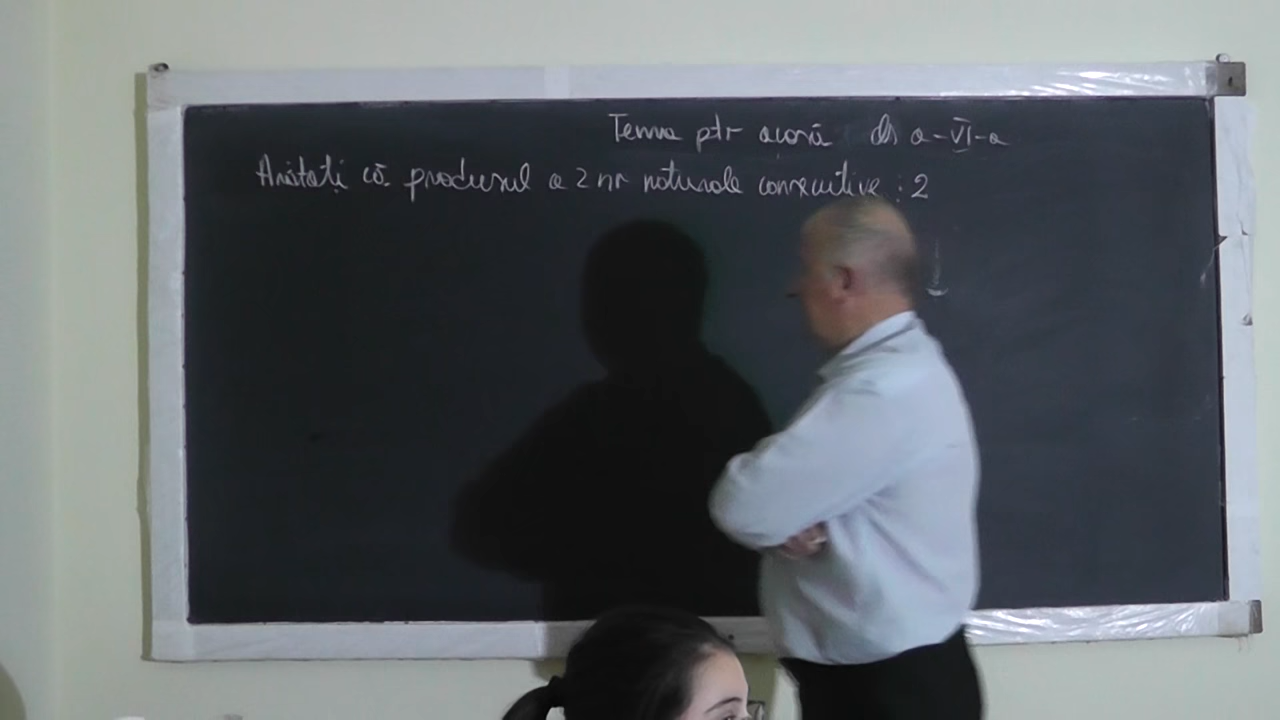 Tema ptr acasă cls a-VI-a
Arătați că produsul a 2 nr naturale consecutive : 2